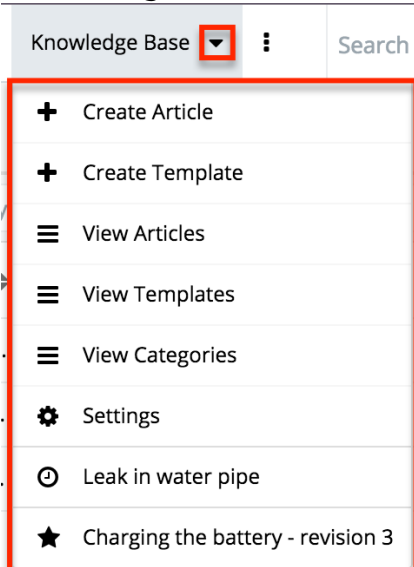 Knowledge Base
Search
Create Article
Create Template
View Articles
View Templates
View Categories
Settings
Leak in water pipe
Charging the battery - revision 3